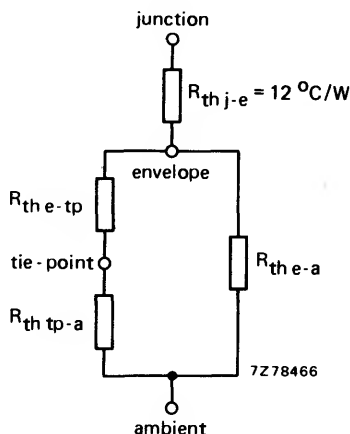 junction
R th j-e = 12 °C/W
envelope
R th e-tp
tie-point
R th e-a
R th tp-a
7Z78466
ambient